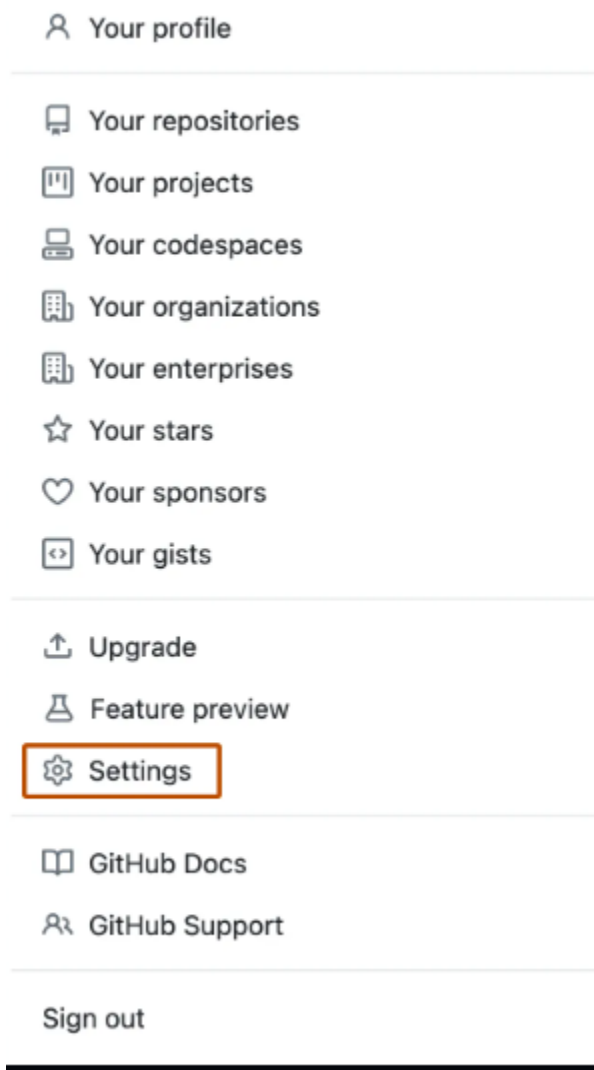 Your profile
Your repositories
Your projects
Your codespaces
Your organizations
Your enterprises
Your stars
Your sponsors
Your gists
Upgrade
Feature preview
Settings
GitHub Docs
GitHub Support
Sign out